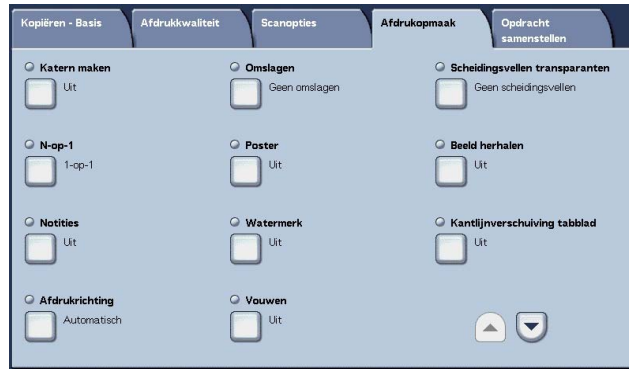 Kopiëren - Basis
Afdrukkwaliteit
Scanopties
Afdrukopmaak
Opdracht
samenstellen
Katern maken
Uit
Omslagen
Geen omslagen
Scheidingsvellen transparanten
Geen scheidingsvellen
N-op-1
1-op-1
Poster
Uit
Beeld herhalen
Uit
Notities
Uit
Watermerk
Uit
Kantlijnverschuiving tabblad
Uit
Afdrukrichting
Automatisch
Vouwen
Uit